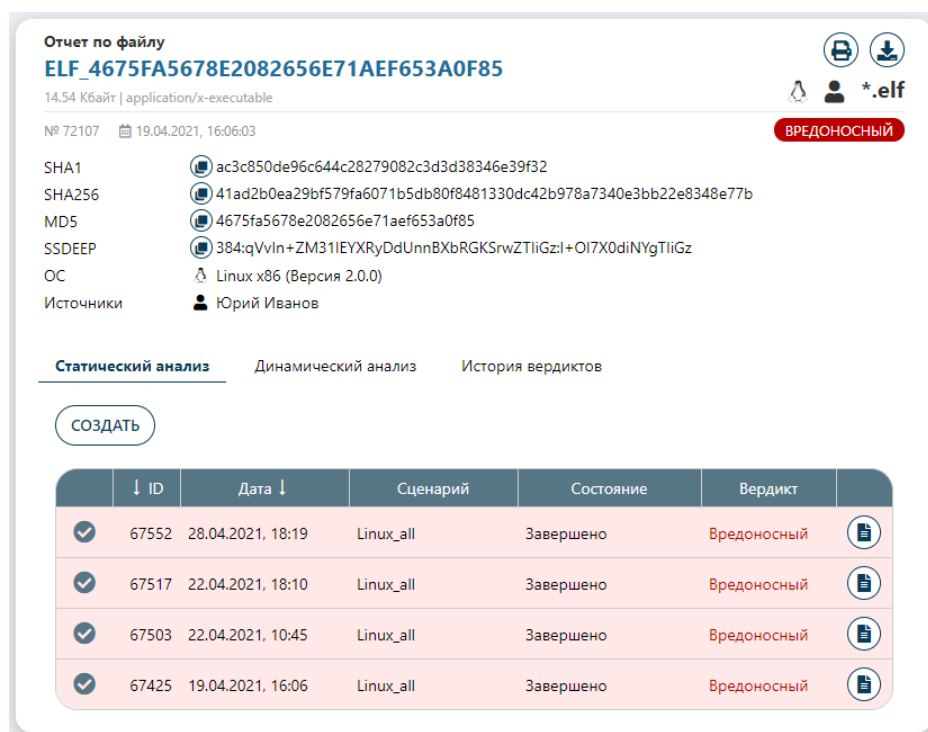 Отчет по файлу
ELF_4675FA5678E2082656E71AEF653A0F85
14.54 Кбайт | application/x-executable
*.elf
№ 72107 19.04.2021, 16:06:03
ВРЕДОНОСНЫЙ
SHA1 ac3c850de96c644c28279082c3d3d38346e39f32
SHA256 41ad2b0ea29bf579fa6071b5db80f8481330dc42b978a7340e3bb22e8348e77b
MD5 4675fa5678e2082656e71aef653a0f85
SSDEEP 384:qVvIn+ZM31IEYXRyDdUnnBXbRGKSrwZTIiGz:I+OI7X0diNYgTIiGz
ОС Linux x86 (Версия 2.0.0)
Источники Юрий Иванов
Статический анализ Динамический анализ История вердиктов
СОЗДАТЬ
↓ ID Дата ↓ Сценарий Состояние Вердикт
67552 28.04.2021, 18:19 Linux_all Завершено Вредоносный
67517 22.04.2021, 18:10 Linux_all Завершено Вредоносный
67503 22.04.2021, 10:45 Linux_all Завершено Вредоносный
67425 19.04.2021, 16:06 Linux_all Завершено Вредоносный